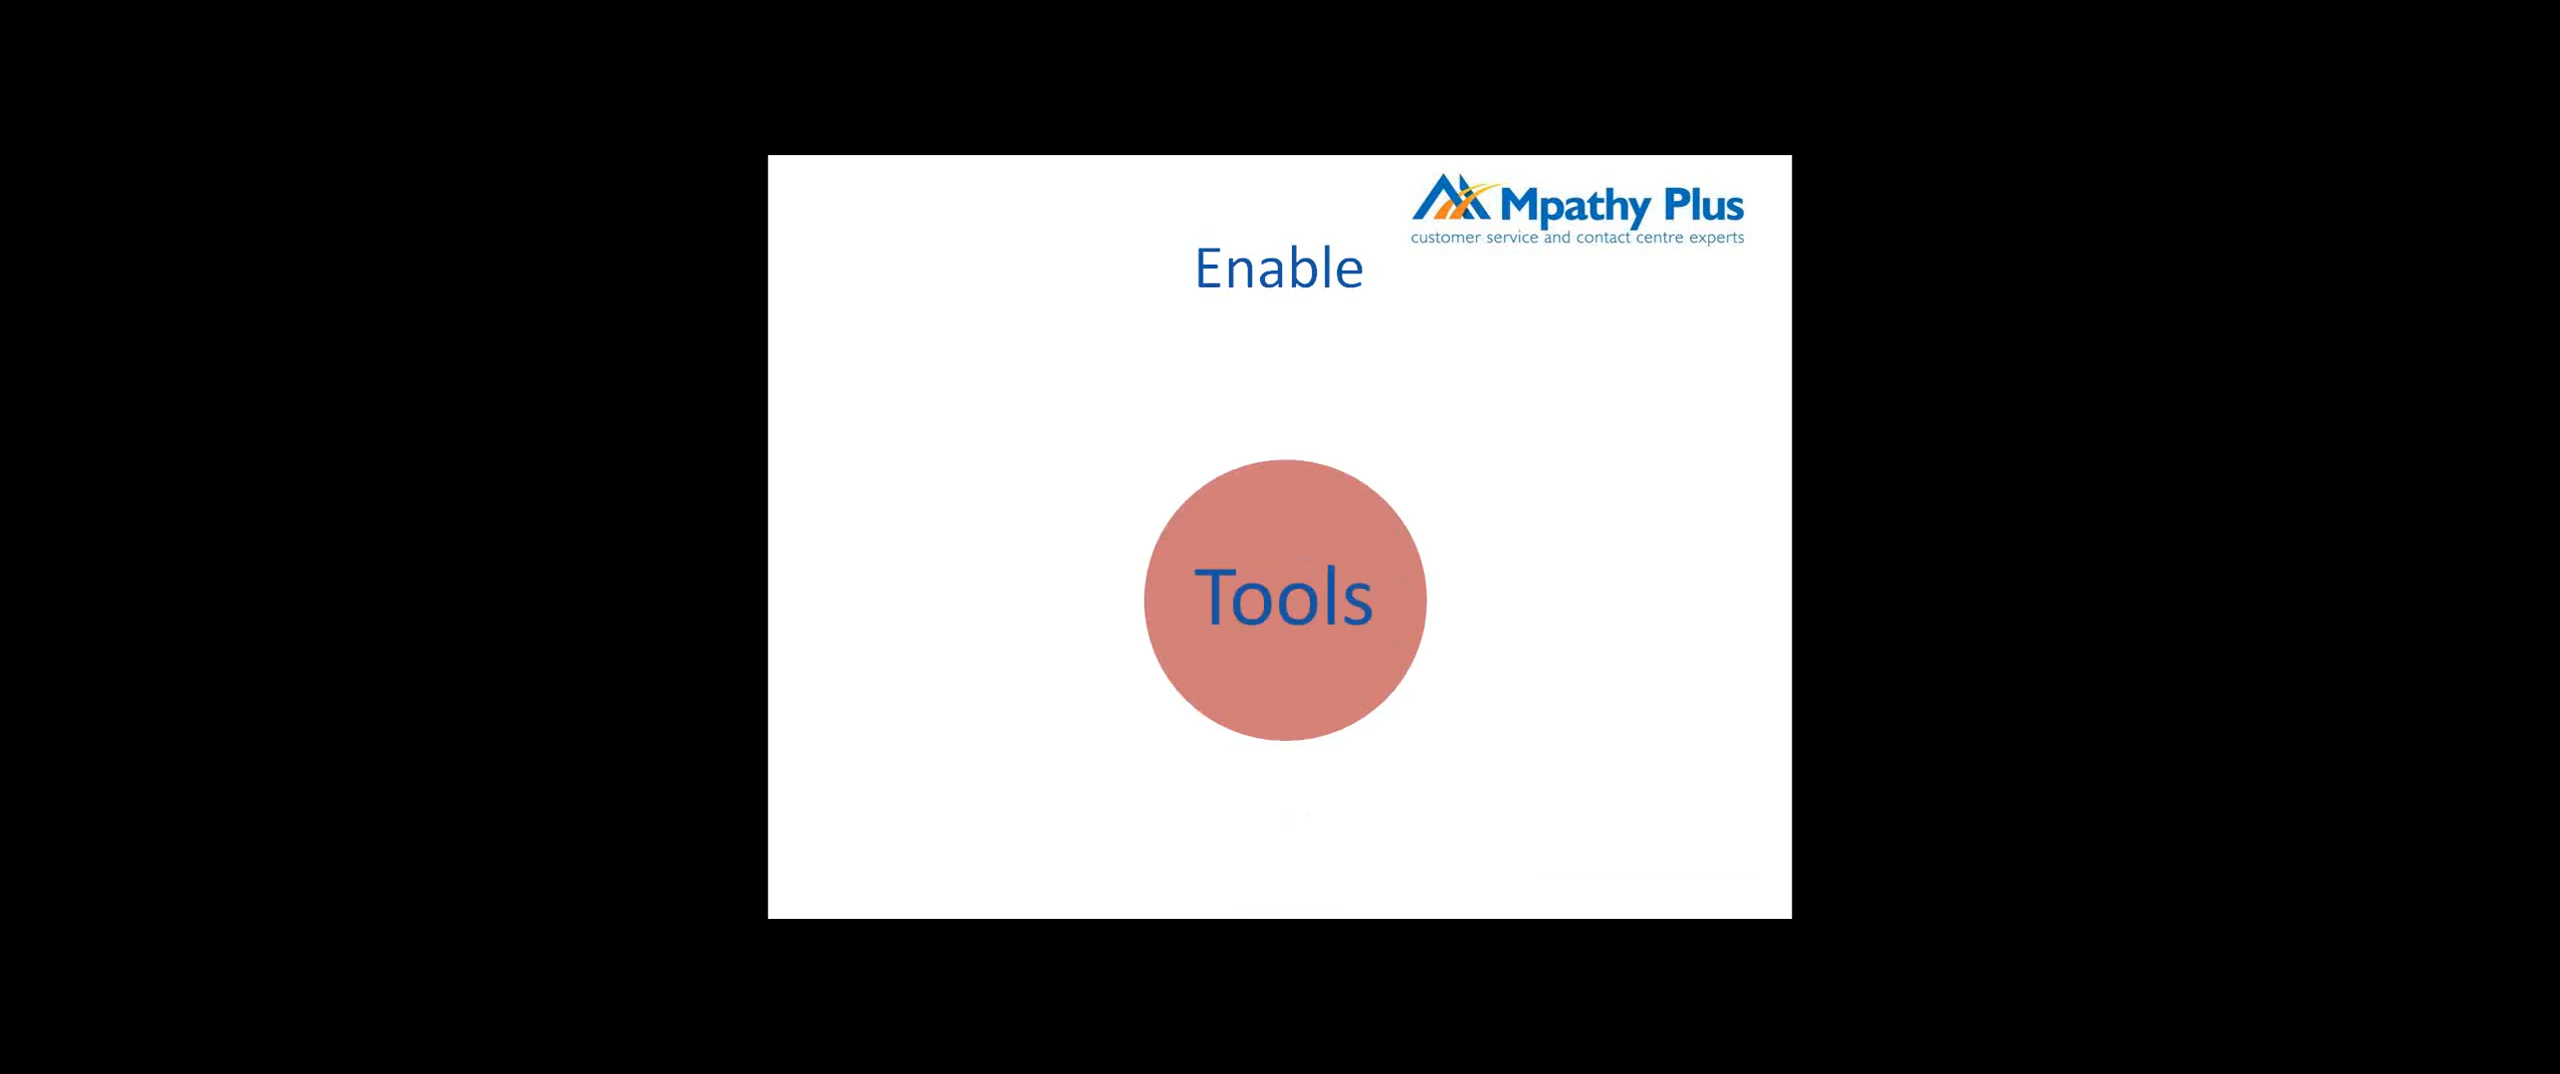 Mpathy Plus
customer service and contact centre experts
Enable
Tools